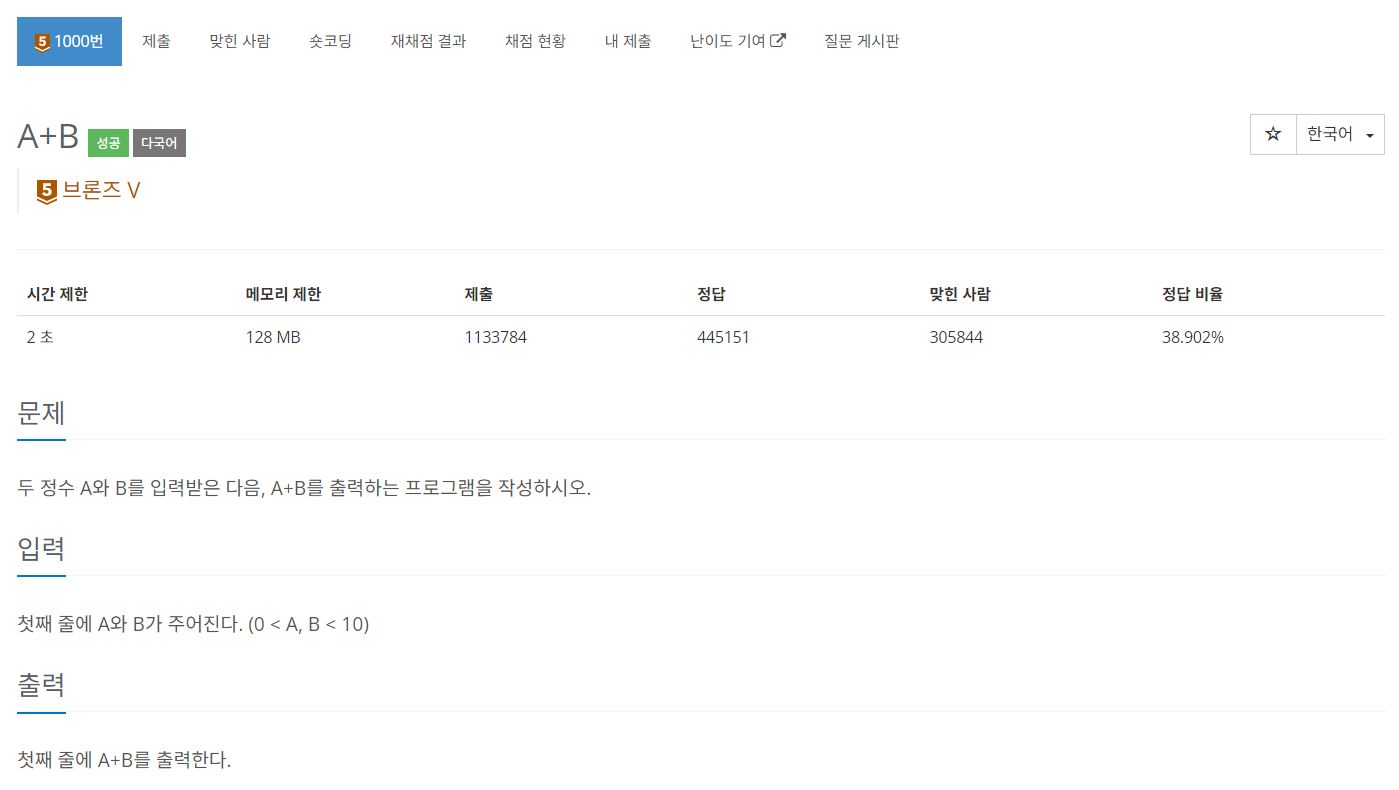 5 1000번 제출 맞힌 사람 숏코딩 재채점 결과 채점 현황 내 제출 난이도 기여 질문 게시판
A+B 성공 다국어 한국어
5 브론즈 V
시간 제한 메모리 제한 제출 정답 맞힌 사람 정답 비율
2 초 128 MB 1133784 445151 305844 38.902%
문제
두 정수 A와 B를 입력받은 다음, A+B를 출력하는 프로그램을 작성하시오.
입력
첫째 줄에 A와 B가 주어진다. (0 < A, B < 10)
출력
첫째 줄에 A+B를 출력한다.